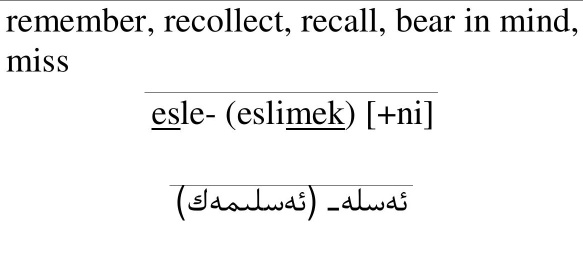 remember, recollect, recall, bear in mind,
miss
esle- (eslimek) [+ni]
ئەسلە- (ئەسلىمەك)